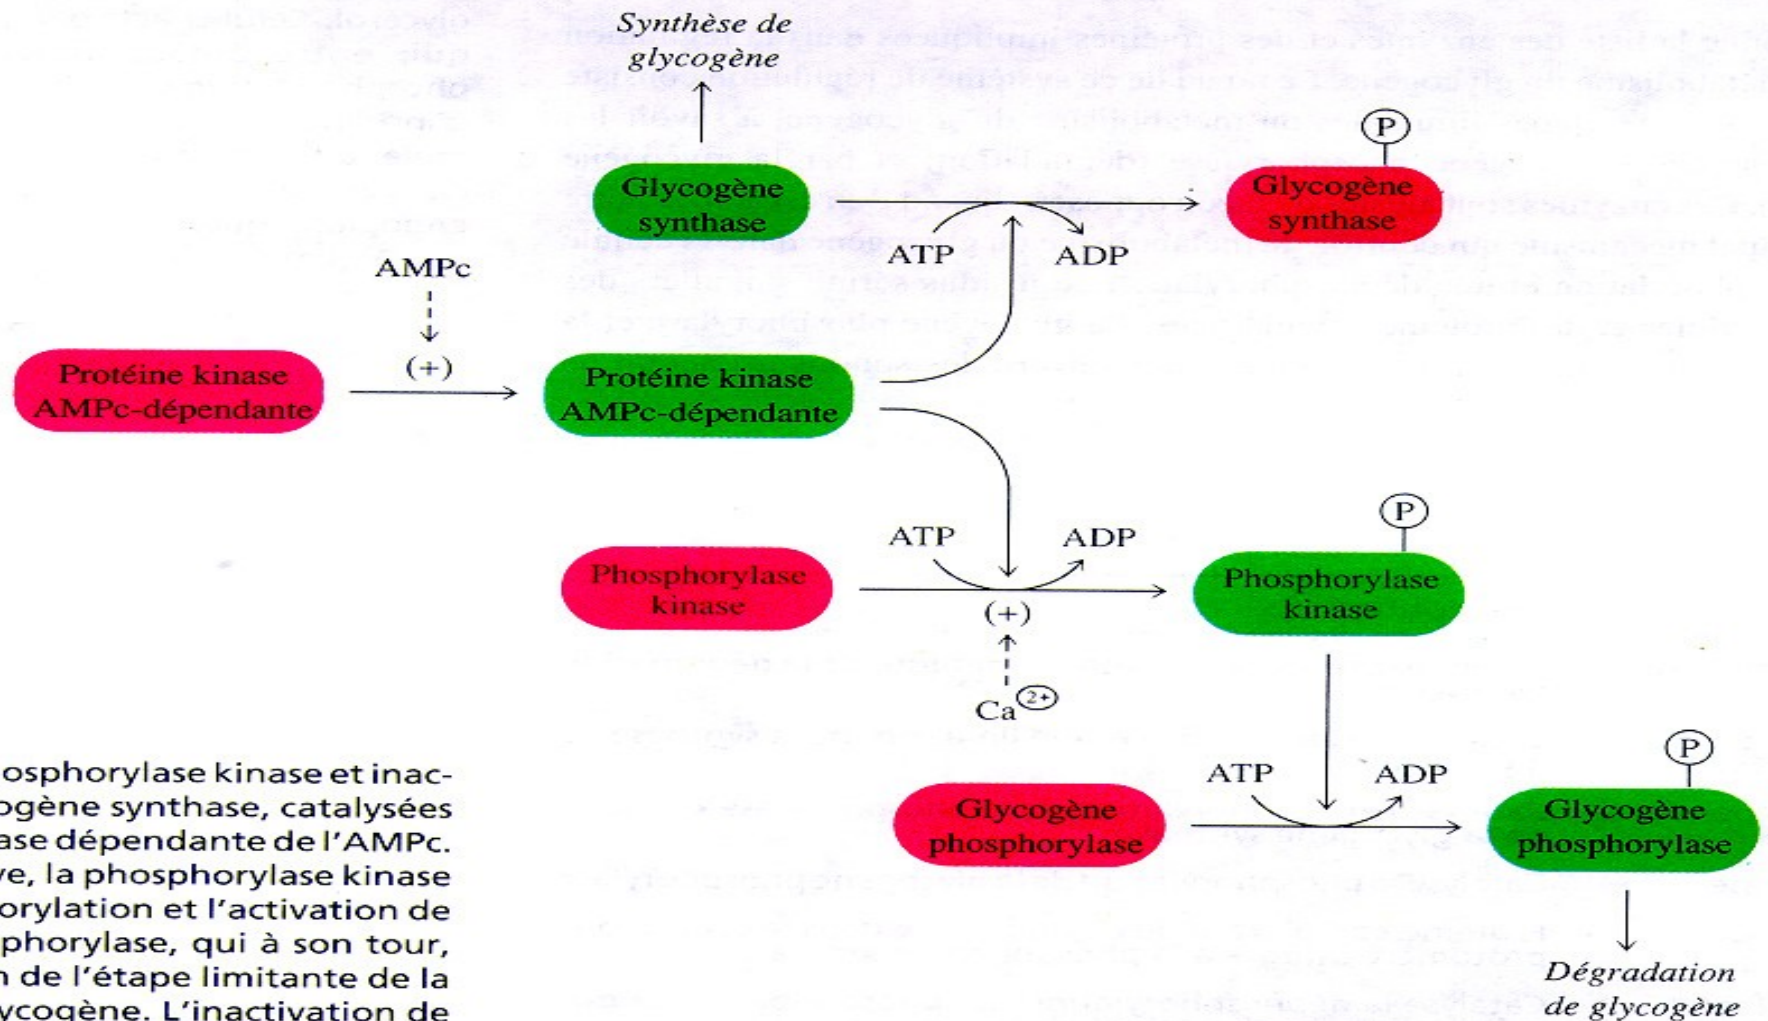 Synthèse de
glycogène
P
Glycogène
synthase
Glycogène
synthase
ATP
ADP
AMPc
(+)
Protéine kinase
AMPc-dépendante
Protéine kinase
AMPc-dépendante
P
ATP
ADP
Phosphorylase
kinase
Phosphorylase
kinase
(+)
Ca 2+
P
ATP
ADP
Glycogène
phosphorylase
Glycogène
phosphorylase
Dégradation
de glycogène
osphorylase kinase et inac-
ogène synthase, catalysées
ase dépendante de l'AMPc.
ve, la phosphorylase kinase
orylation et l'activation de
phorylase, qui à son tour,
n de l'étape limitante de la
lycogène. L'inactivation de